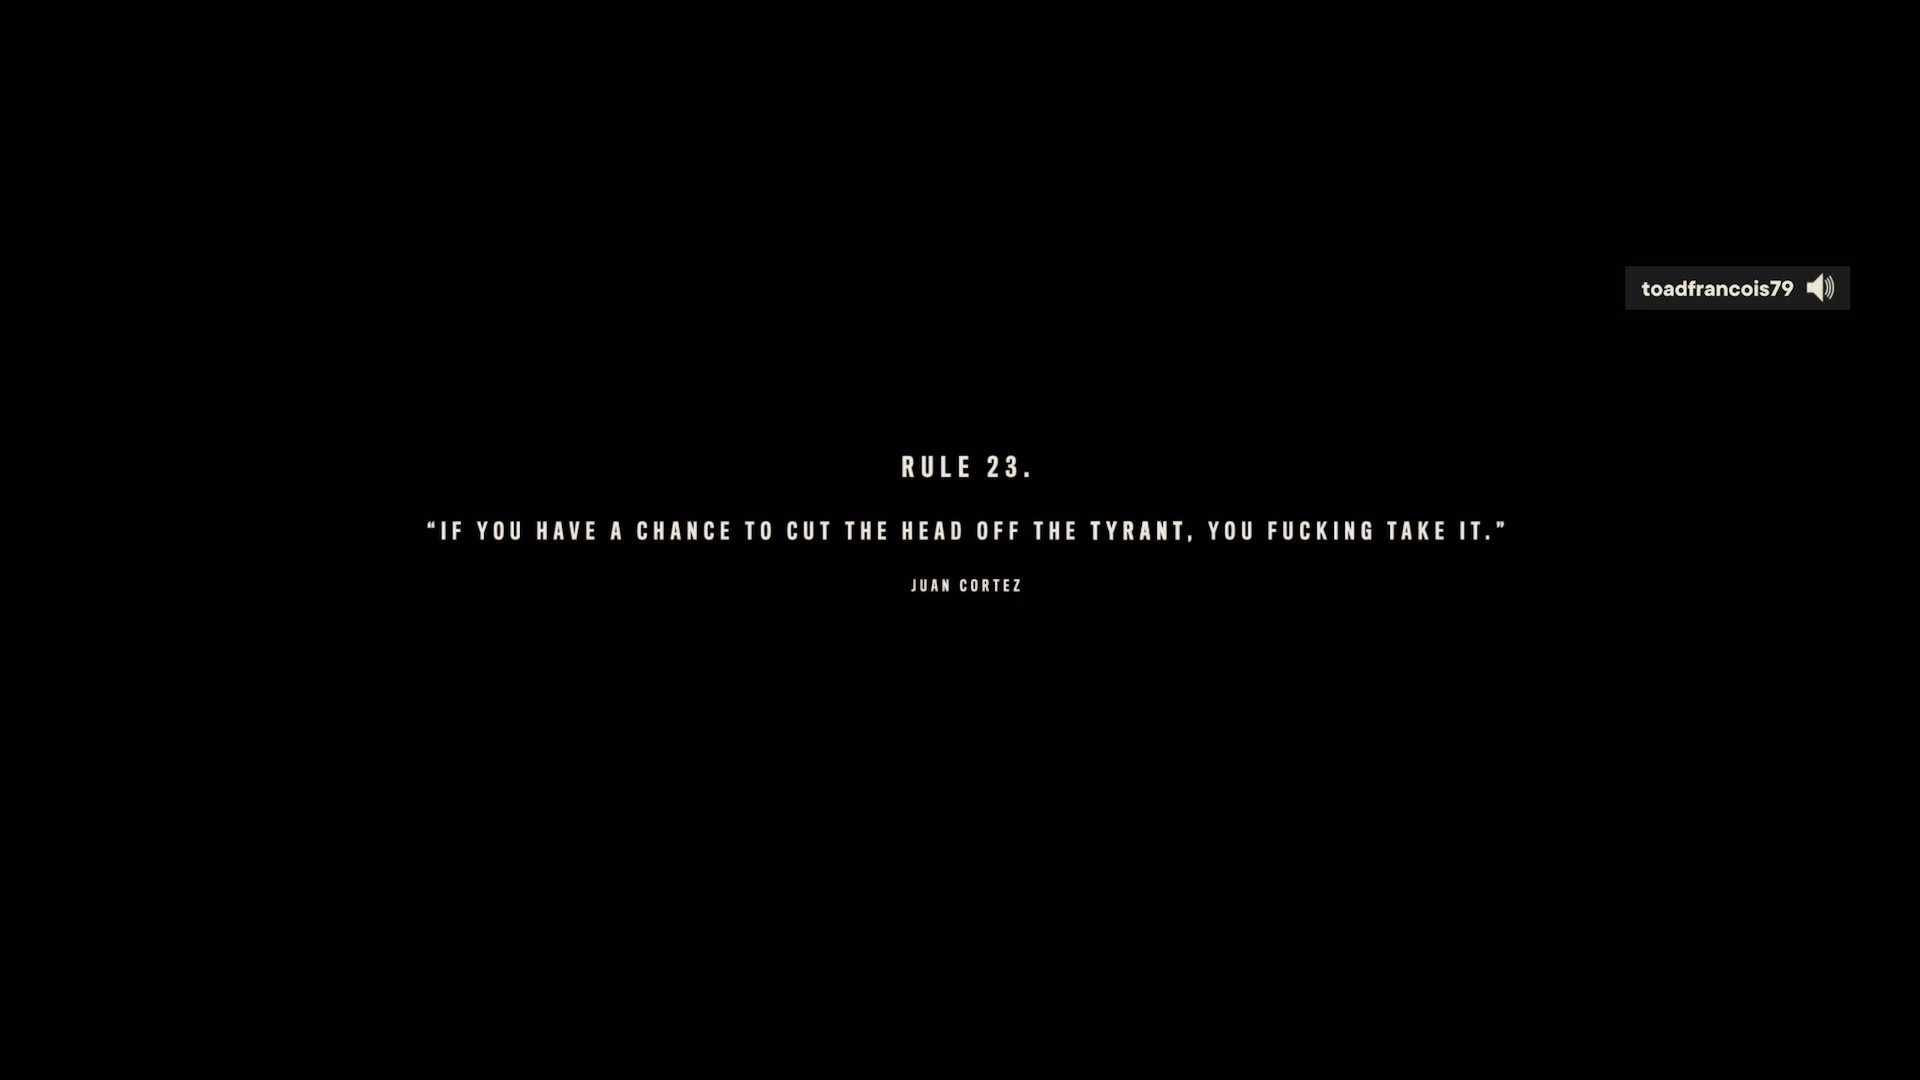 toadfrancois79
RULE 23.
“IF YOU HAVE A CHANCE TO CUT THE HEAD OFF THE TYRANT, YOU FUCKING TAKE IT.”
JUAN CORTEZ